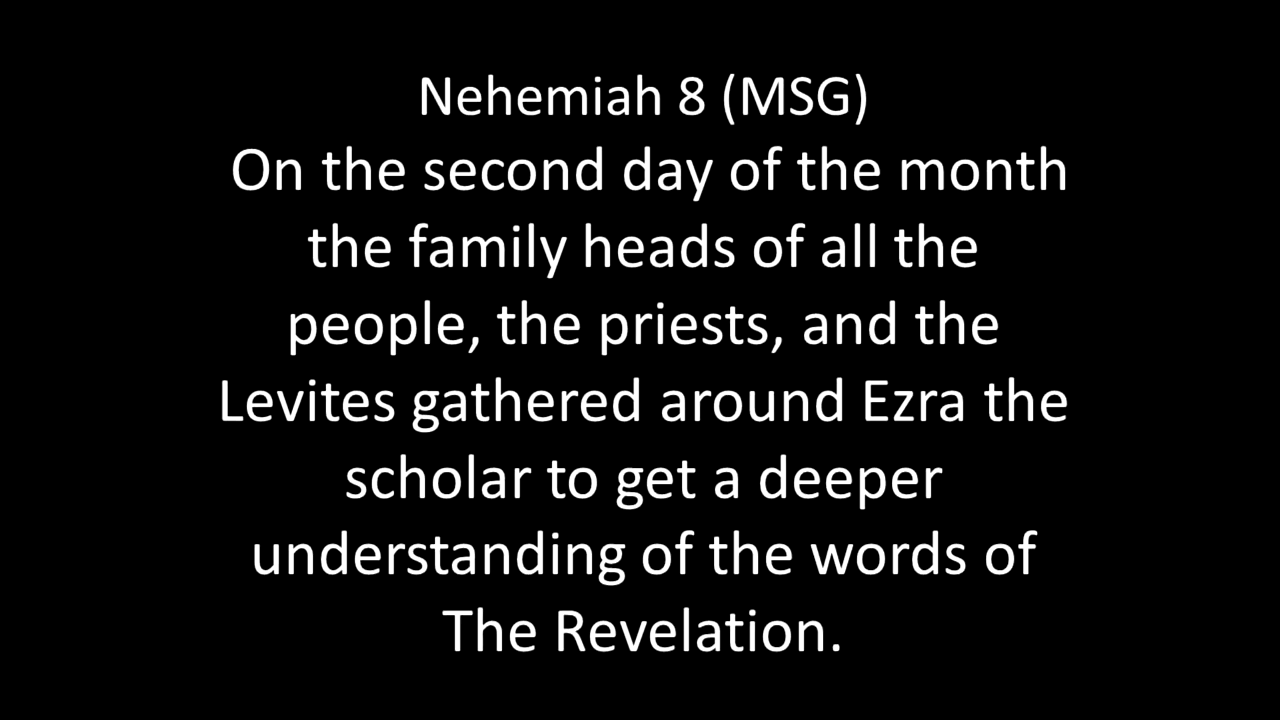 Nehemiah 8 (MSG)
On the second day of the month
the family heads of all the
people, the priests, and the
Levites gathered around Ezra the
scholar to get a deeper
understanding of the words of
The Revelation.